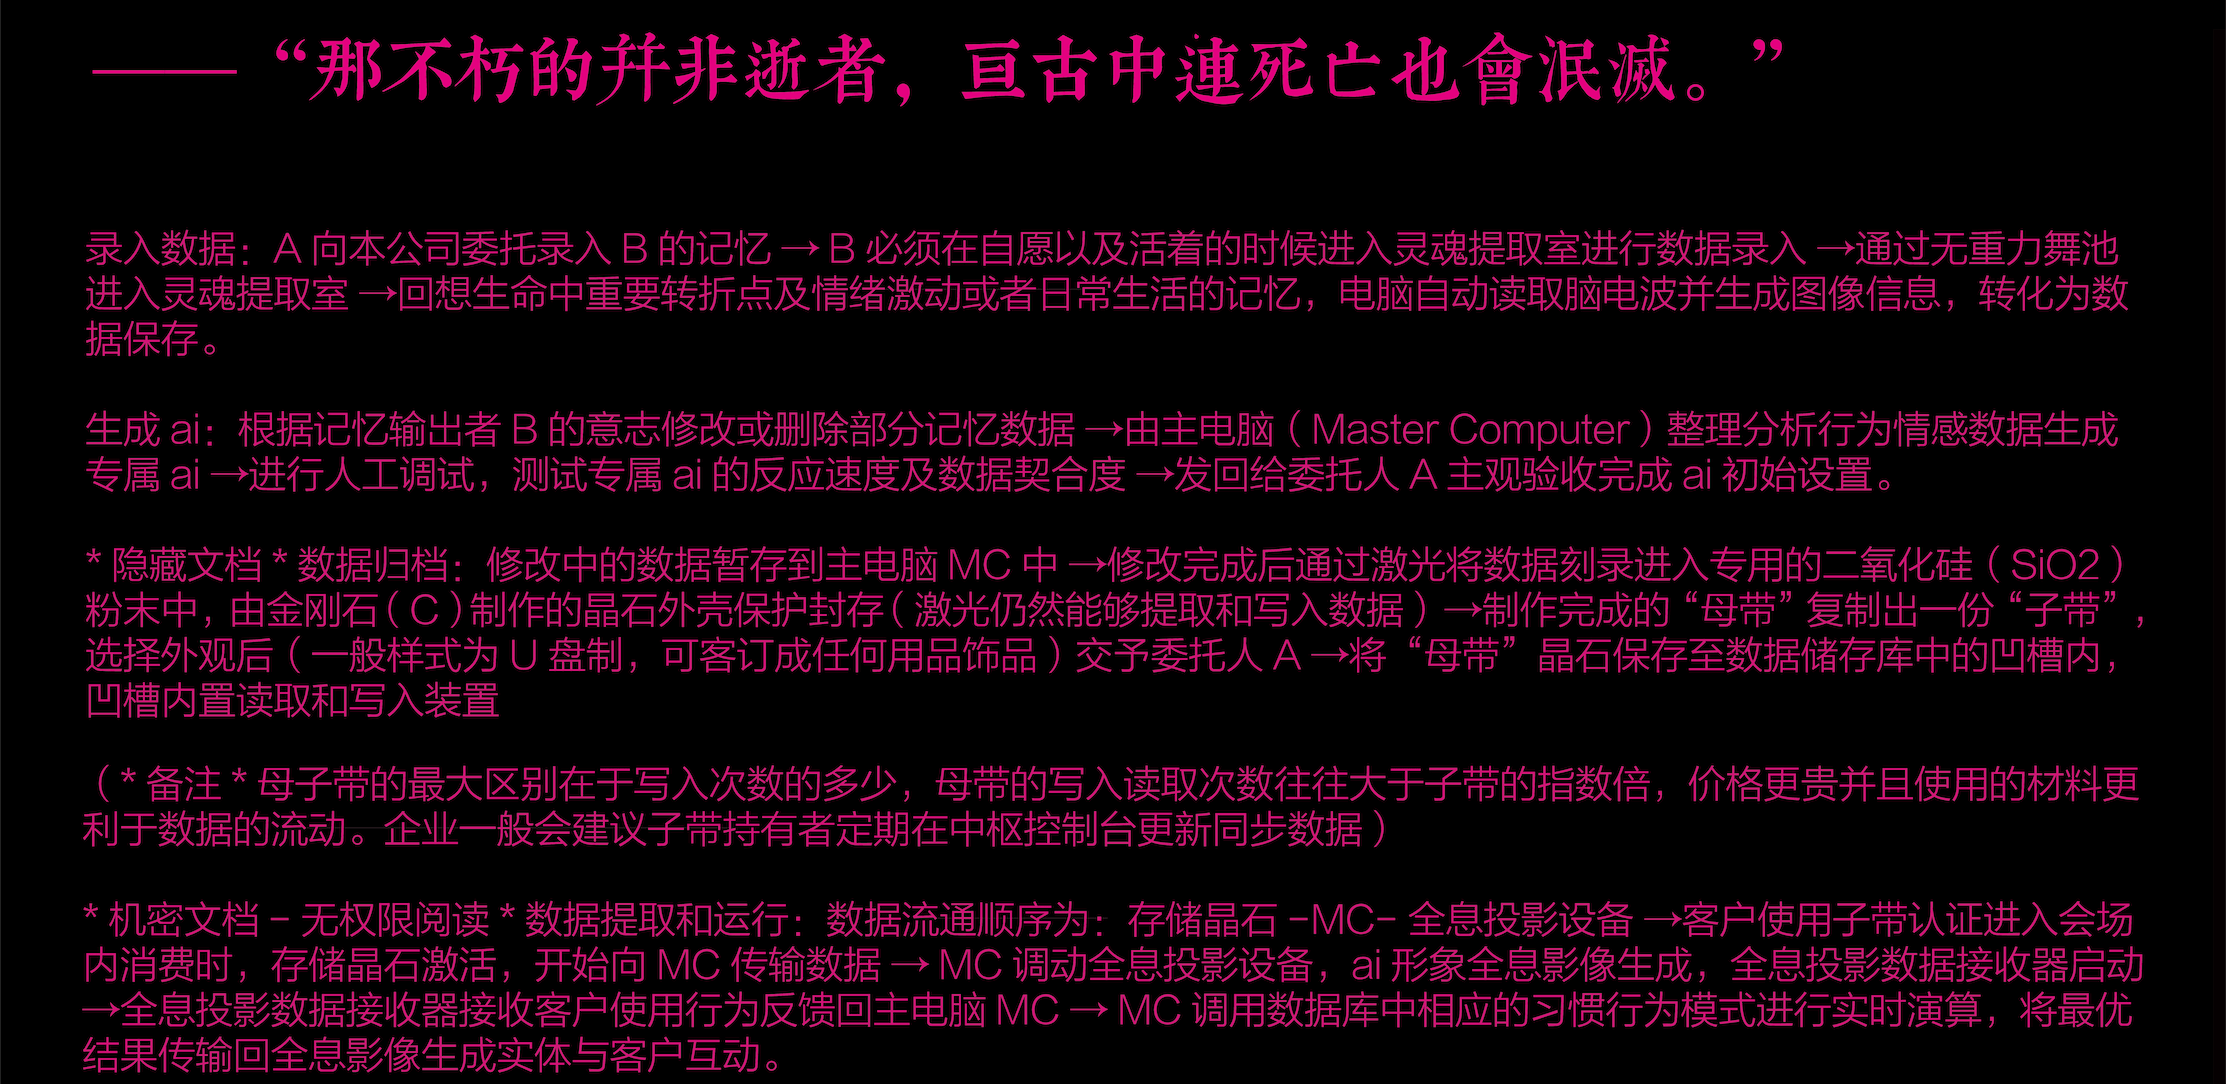 ——“那不朽的幷非逝者，亘古中連死亡也會泯滅。”
录入数据：A 向本公司委托录入 B 的记忆 →B 必须在自愿以及活着的时候进入灵魂提取室进行数据录入 →通过无重力舞池
进入灵魂提取室 →回想生命中重要转折点及情绪激动或者日常生活的记忆，电脑自动读取脑电波并生成图像信息，转化为数
据保存。
生成 ai：根据记忆输出者 B 的意志修改或删除部分记忆数据 →由主电脑（Master Computer）整理分析行为情感数据生成
专属 ai →进行人工调试，测试专属 ai 的反应速度及数据契合度 →发回给委托人 A 主观验收完成 ai 初始设置。
* 隐藏文档 * 数据归档：修改中的数据暂存到主电脑 MC 中 →修改完成后通过激光将数据刻录进入专用的二氧化硅（SiO2）
粉末中，由金刚石（C）制作的晶石外壳保护封存（激光仍然能够提取和写入数据）→制作完成的“母带”复制出一份“子带”，
选择外观后（一般样式为 U 盘制，可客订成任何用品饰品）交予委托人 A →将“母带”晶石保存至数据储存库中的凹槽内，
凹槽内置读取和写入装置
（* 备注 * 母子带的最大区别在于写入次数的多少，母带的写入读取次数往往大于子带的指数倍，价格更贵并且使用的材料更
利于数据的流动。企业一般会建议子带持有者定期在中枢控制台更新同步数据）
* 机密文档 - 无权限阅读 * 数据提取和运行：数据流通顺序为：存储晶石 -MC- 全息投影设备 →客户使用子带认证进入会场
内消费时，存储晶石激活，开始向 MC 传输数据 → MC 调动全息投影设备，ai 形象全息影像生成，全息投影数据接收器启动
→全息投影数据接收器接收客户使用行为反馈回主电脑 MC → MC 调用数据库中相应的习惯行为模式进行实时演算，将最优
结果传输回全息影像生成实体与客户互动。